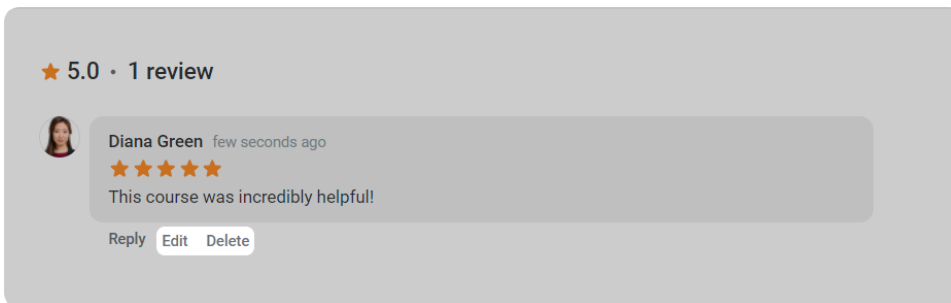 5.0 · 1 review
Diana Green few seconds ago
This course was incredibly helpful!
Reply Edit Delete